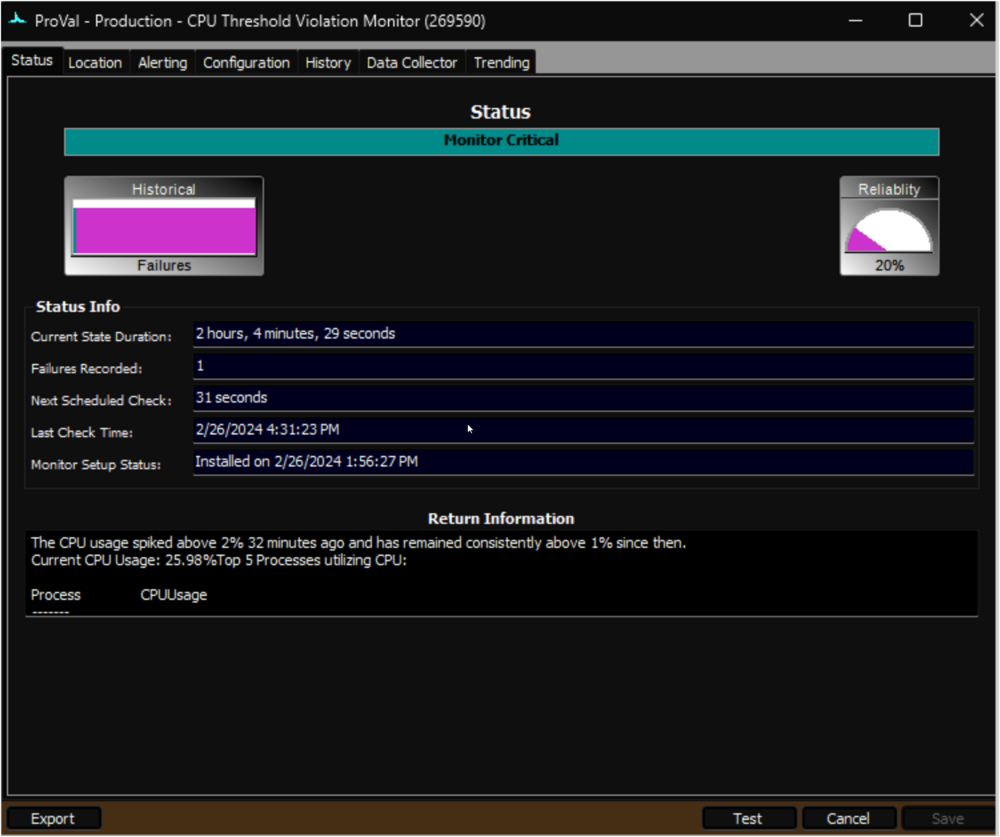 ProVal - Production - CPU Threshold Violation Monitor (269590)
Status Location Alerting Configuration History Data Collector Trending
Status
Monitor Critical
Historical
Failures
Reliablity
20%
Status Info
Current State Duration: 2 hours, 4 minutes, 29 seconds
Failures Recorded: 1
Next Scheduled Check: 31 seconds
Last Check Time: 2/26/2024 4:31:23 PM
Monitor Setup Status: Installed on 2/26/2024 1:56:27 PM
Return Information
The CPU usage spiked above 2% 32 minutes ago and has remained consistently above 1% since then.
Current CPU Usage: 25.98%Top 5 Processes utilizing CPU:
Process CPUUsage
-------
Export Test Cancel Save